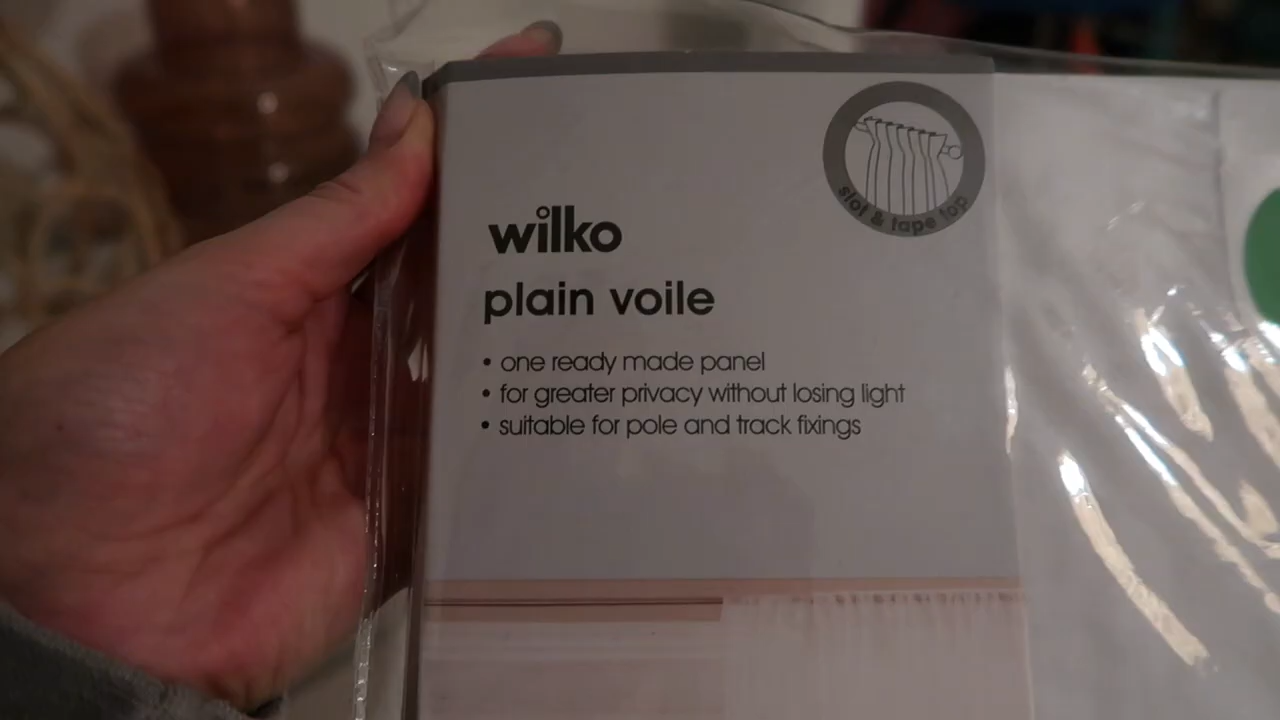 slot & tape top
wilko
plain voile
• one ready made panel
• for greater privacy without losing light
• suitable for pole and track fixings